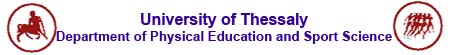 University of Thessaly
Department of Physical Education and Sport Science